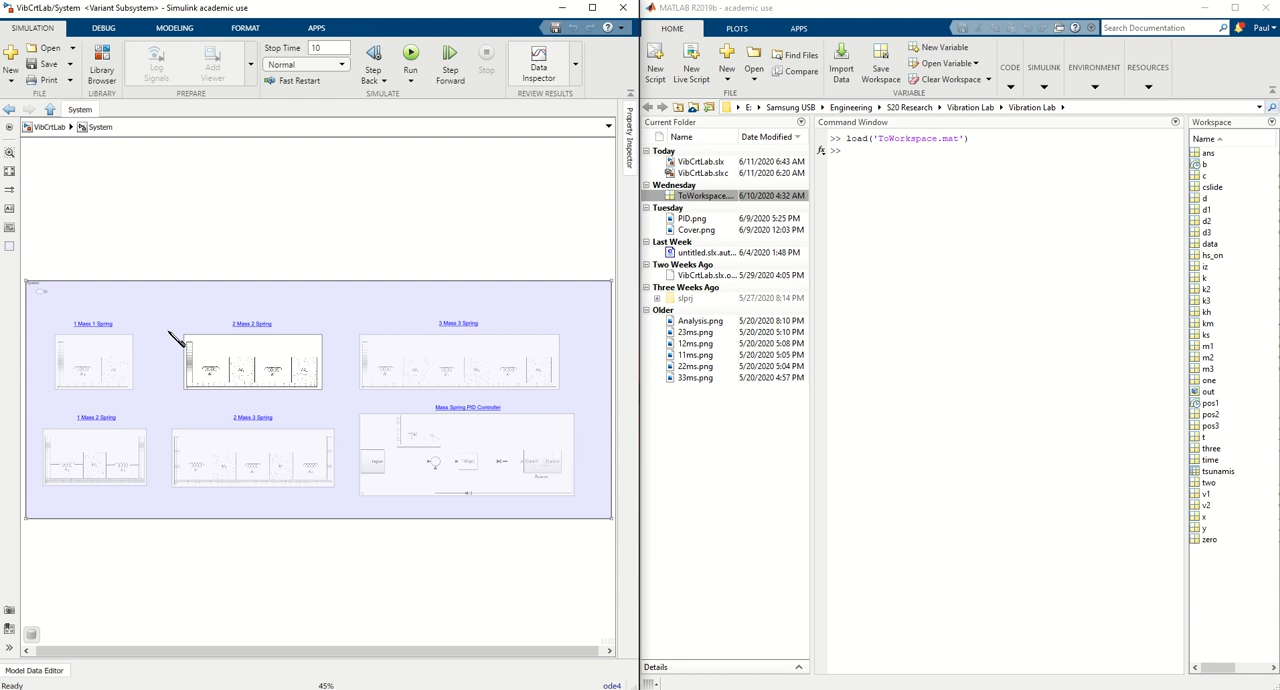 VibCrtLab/System <Variant Subsystem> - Simulink academic use
SIMULATION DEBUG MODELING FORMAT APPS
New
Open
Save
Print
FILE
Library
Browser
LIBRARY
Log
Signals
Add
Viewer
PREPARE
Stop Time 10
Normal
Fast Restart
Step
Back
Run
Step
Forward
Stop
SIMULATE
Data
Inspector
REVIEW RESULTS
System
VibCrtLab System
Property Inspector
1 Mass 1 Spring
2 Mass 2 Spring
3 Mass 3 Spring
1 Mass 2 Spring
2 Mass 3 Spring
Mass Spring PID Controller
Model Data Editor
Ready
45%
ode4
MATLAB R2019b - academic use
HOME PLOTS APPS
Search Documentation
Paul
New
Script
New
Live Script
New
Open
Find Files
Compare
FILE
Import
Data
Save
Workspace
New Variable
Open Variable
Clear Workspace
VARIABLE
CODE
SIMULINK
ENVIRONMENT
RESOURCES
E: Samsung USB Engineering S20 Research Vibration Lab Vibration Lab
Current Folder
Name Date Modified
Today
VibCrtLab.slx 6/11/2020 6:43 AM
VibCrtLab.slxc 6/11/2020 6:20 AM
Wednesday
ToWorkspace.... 6/10/2020 4:32 AM
Tuesday
PID.png 6/9/2020 5:25 PM
Cover.png 6/9/2020 12:03 PM
Last Week
untitled.slx.aut... 6/4/2020 1:48 PM
Two Weeks Ago
VibCrtLab.slx.o... 5/29/2020 4:05 PM
Three Weeks Ago
slprj 5/27/2020 8:14 PM
Older
Analysis.png 5/20/2020 8:10 PM
23ms.png 5/20/2020 5:10 PM
12ms.png 5/20/2020 5:08 PM
11ms.png 5/20/2020 5:05 PM
22ms.png 5/20/2020 5:04 PM
33ms.png 5/20/2020 4:57 PM
Details
Command Window
>> load('ToWorkspace.mat')
fx >>
Workspace
Name
ans
b
c
cslide
d
d1
d2
d3
data
hs_on
iz
k
k2
k3
kh
km
ks
m1
m2
m3
one
out
pos1
pos2
pos3
t
three
time
tsunamis
two
v1
v2
x
y
zero